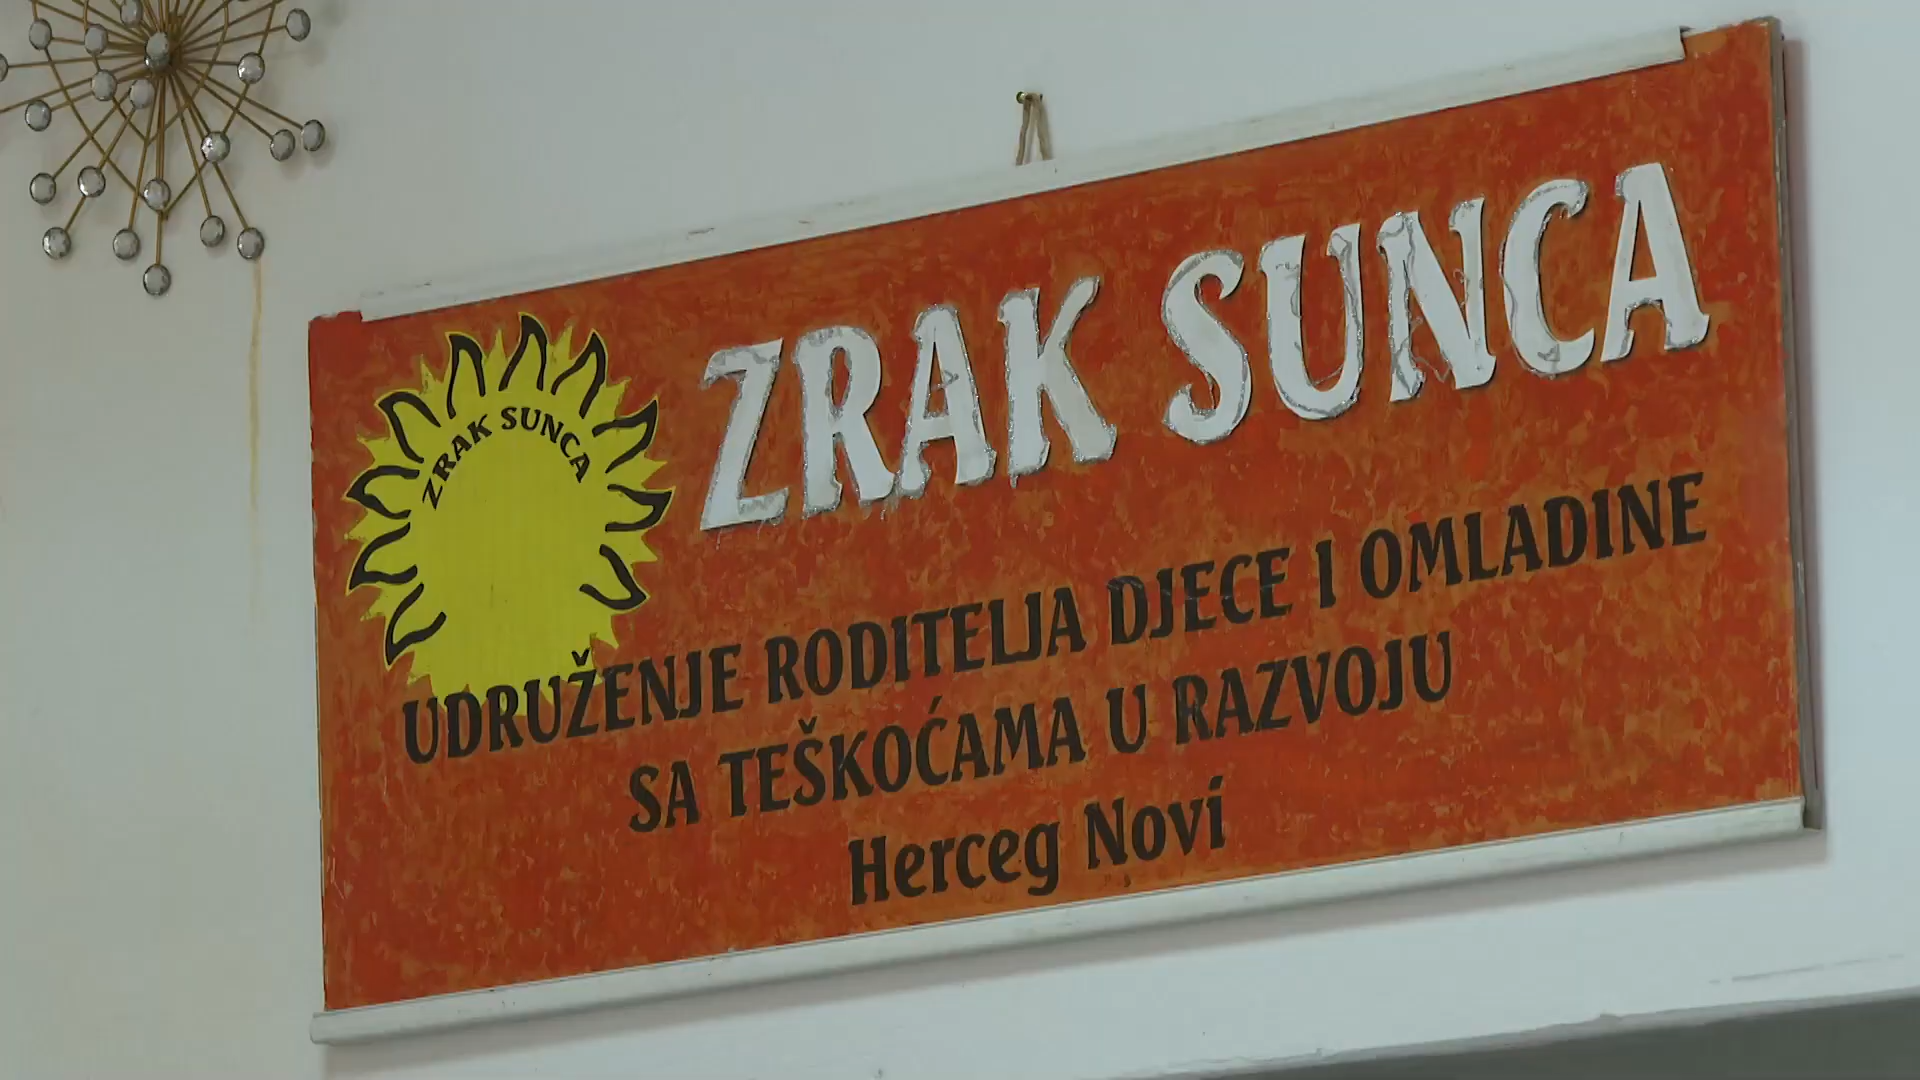 ZRAK SUNCA
ZRAK SUNCA
UDRUŽENJE RODITELJA DJECE I OMLADINE
SA TEŠKOĆAMA U RAZVOJU
Herceg Novi